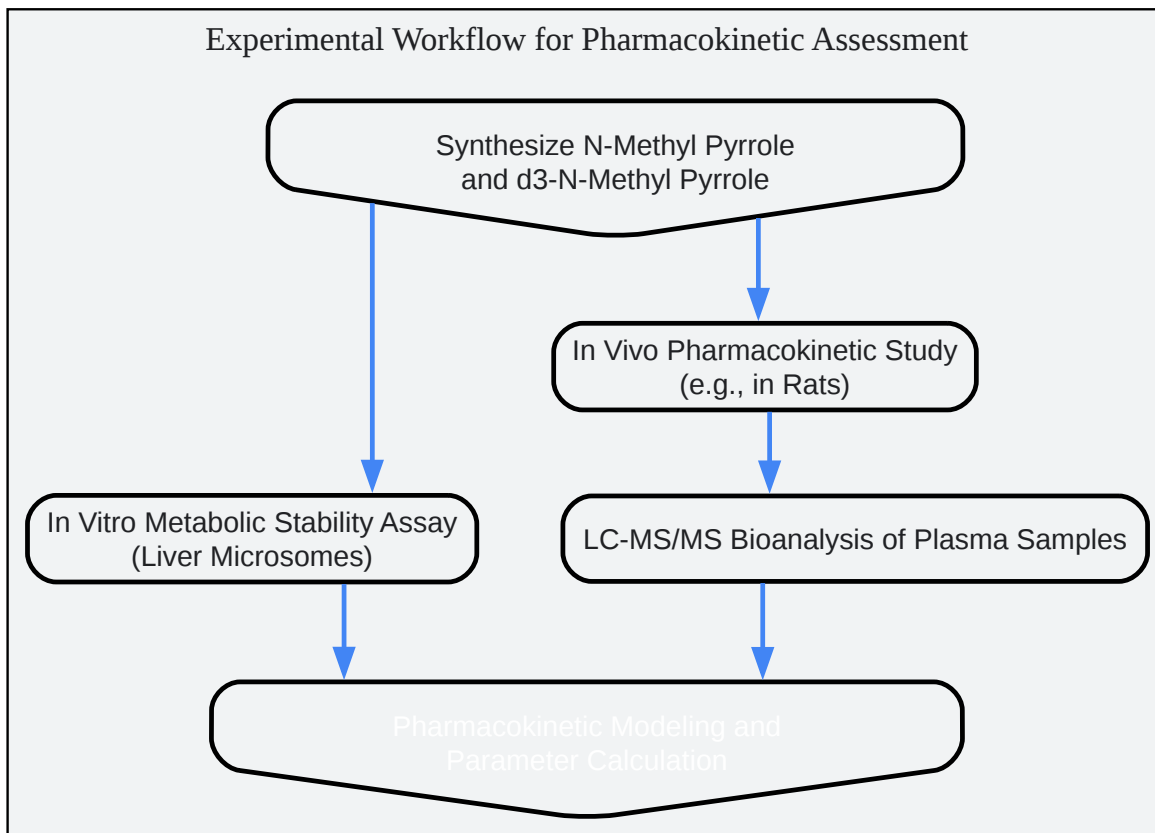 Experimental Workflow for Pharmacokinetic Assessment
Synthesize N-Methyl Pyrrole
and d3-N-Methyl Pyrrole
In Vivo Pharmacokinetic Study
(e.g., in Rats)
In Vitro Metabolic Stability Assay
(Liver Microsomes)
LC-MS/MS Bioanalysis of Plasma Samples
Pharmacokinetic Modeling and
Parameter Calculation